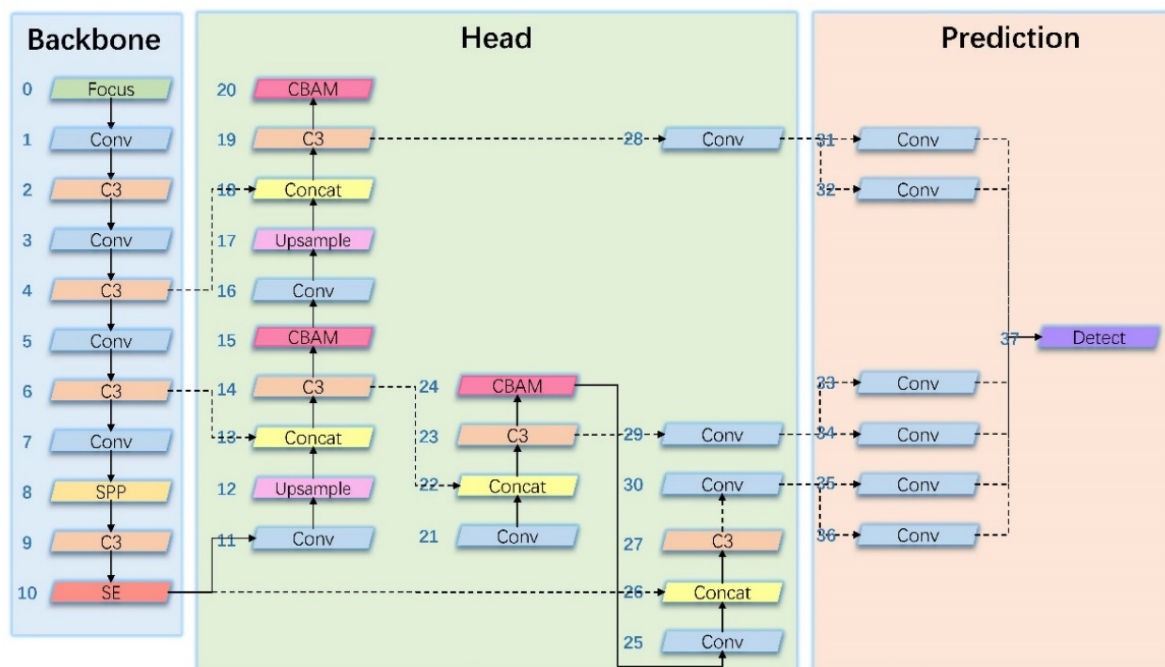 Backbone
0 Focus
1 Conv
2 C3
3 Conv
4 C3
5 Conv
6 C3
7 Conv
8 SPP
9 C3
10 SE
Head
20 CBAM
19 C3
18 Concat
17 Upsample
16 Conv
15 CBAM
14 C3
13 Concat
12 Upsample
11 Conv
24 CBAM
23 C3
22 Concat
21 Conv
28 Conv
29 Conv
30 Conv
27 C3
26 Concat
25 Conv
Prediction
31 Conv
32 Conv
37 Detect
33 Conv
34 Conv
35 Conv
36 Conv